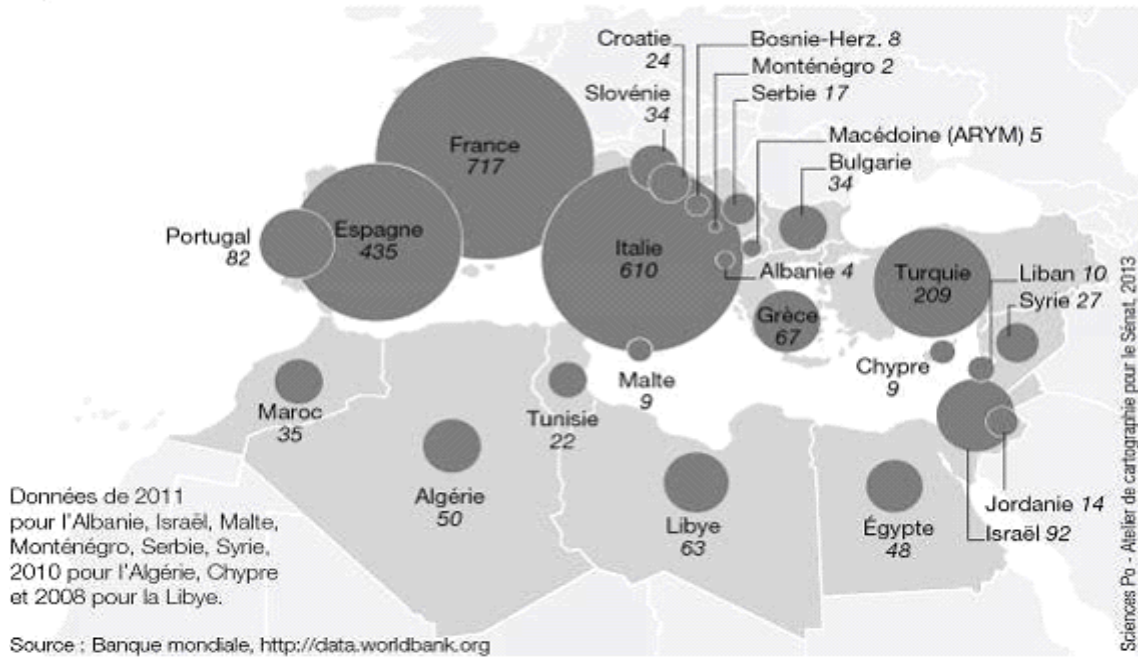 Croatie
24
Bosnie-Herz. 8
Monténégro 2
Serbie 17
Slovénie
34
Macédoine (ARYM) 5
Bulgarie
34
France
717
Portugal
82
Espagne
435
Italie
610
Albanie 4
Grèce
67
Turquie
209
Liban 10
Syrie 27
Chypre
9
Malte
9
Maroc
35
Tunisie
22
Algérie
50
Libye
63
Égypte
48
Jordanie 14
Israël 92
Données de 2011
pour l'Albanie, Israël, Malte,
Monténégro, Serbie, Syrie,
2010 pour l'Algérie, Chypre
et 2008 pour la Libye.
Source : Banque mondiale, http://data.worldbank.org
Sciences Po - Atelier de cartographie pour le Sénat, 2013